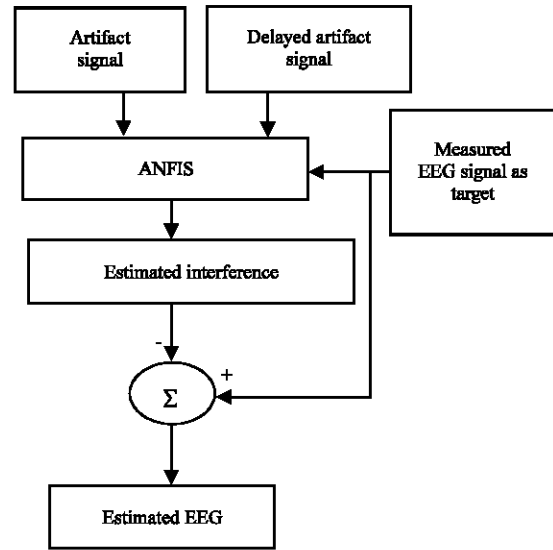 Artifact
signal
Delayed artifact
signal
ANFIS
Measured
EEG signal as
target
Estimated interference
-
+
Σ
Estimated EEG